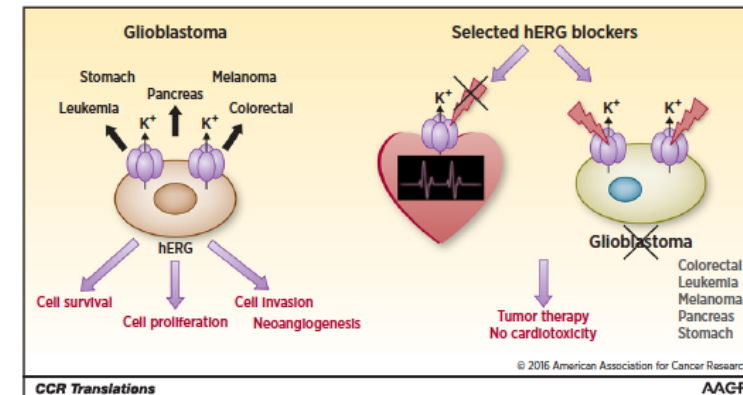 Glioblastoma
Stomach
Melanoma
Pancreas
Leukemia
Colorectal
K+
K+
hERG
Cell survival
Cell invasion
Cell proliferation
Neoangiogenesis
Selected hERG blockers
K+
K+
K+
Glioblastoma
Colorectal
Leukemia
Melanoma
Pancreas
Stomach
Tumor therapy
No cardiotoxicity
© 2016 American Association for Cancer Researc
CCR Translations
AACR